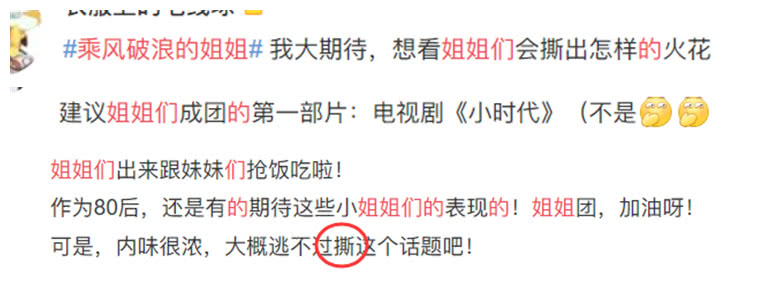 #乘风破浪的姐姐# 我大期待，想看姐姐们会撕出怎样的火花
建议姐姐们成团的第一部片：电视剧《小时代》（不是
姐姐们出来跟妹妹们抢饭吃啦！
作为80后，还是有的期待这些小姐姐们的表现的！姐姐团，加油呀！
可是，内味很浓，大概逃不过撕这个话题吧！